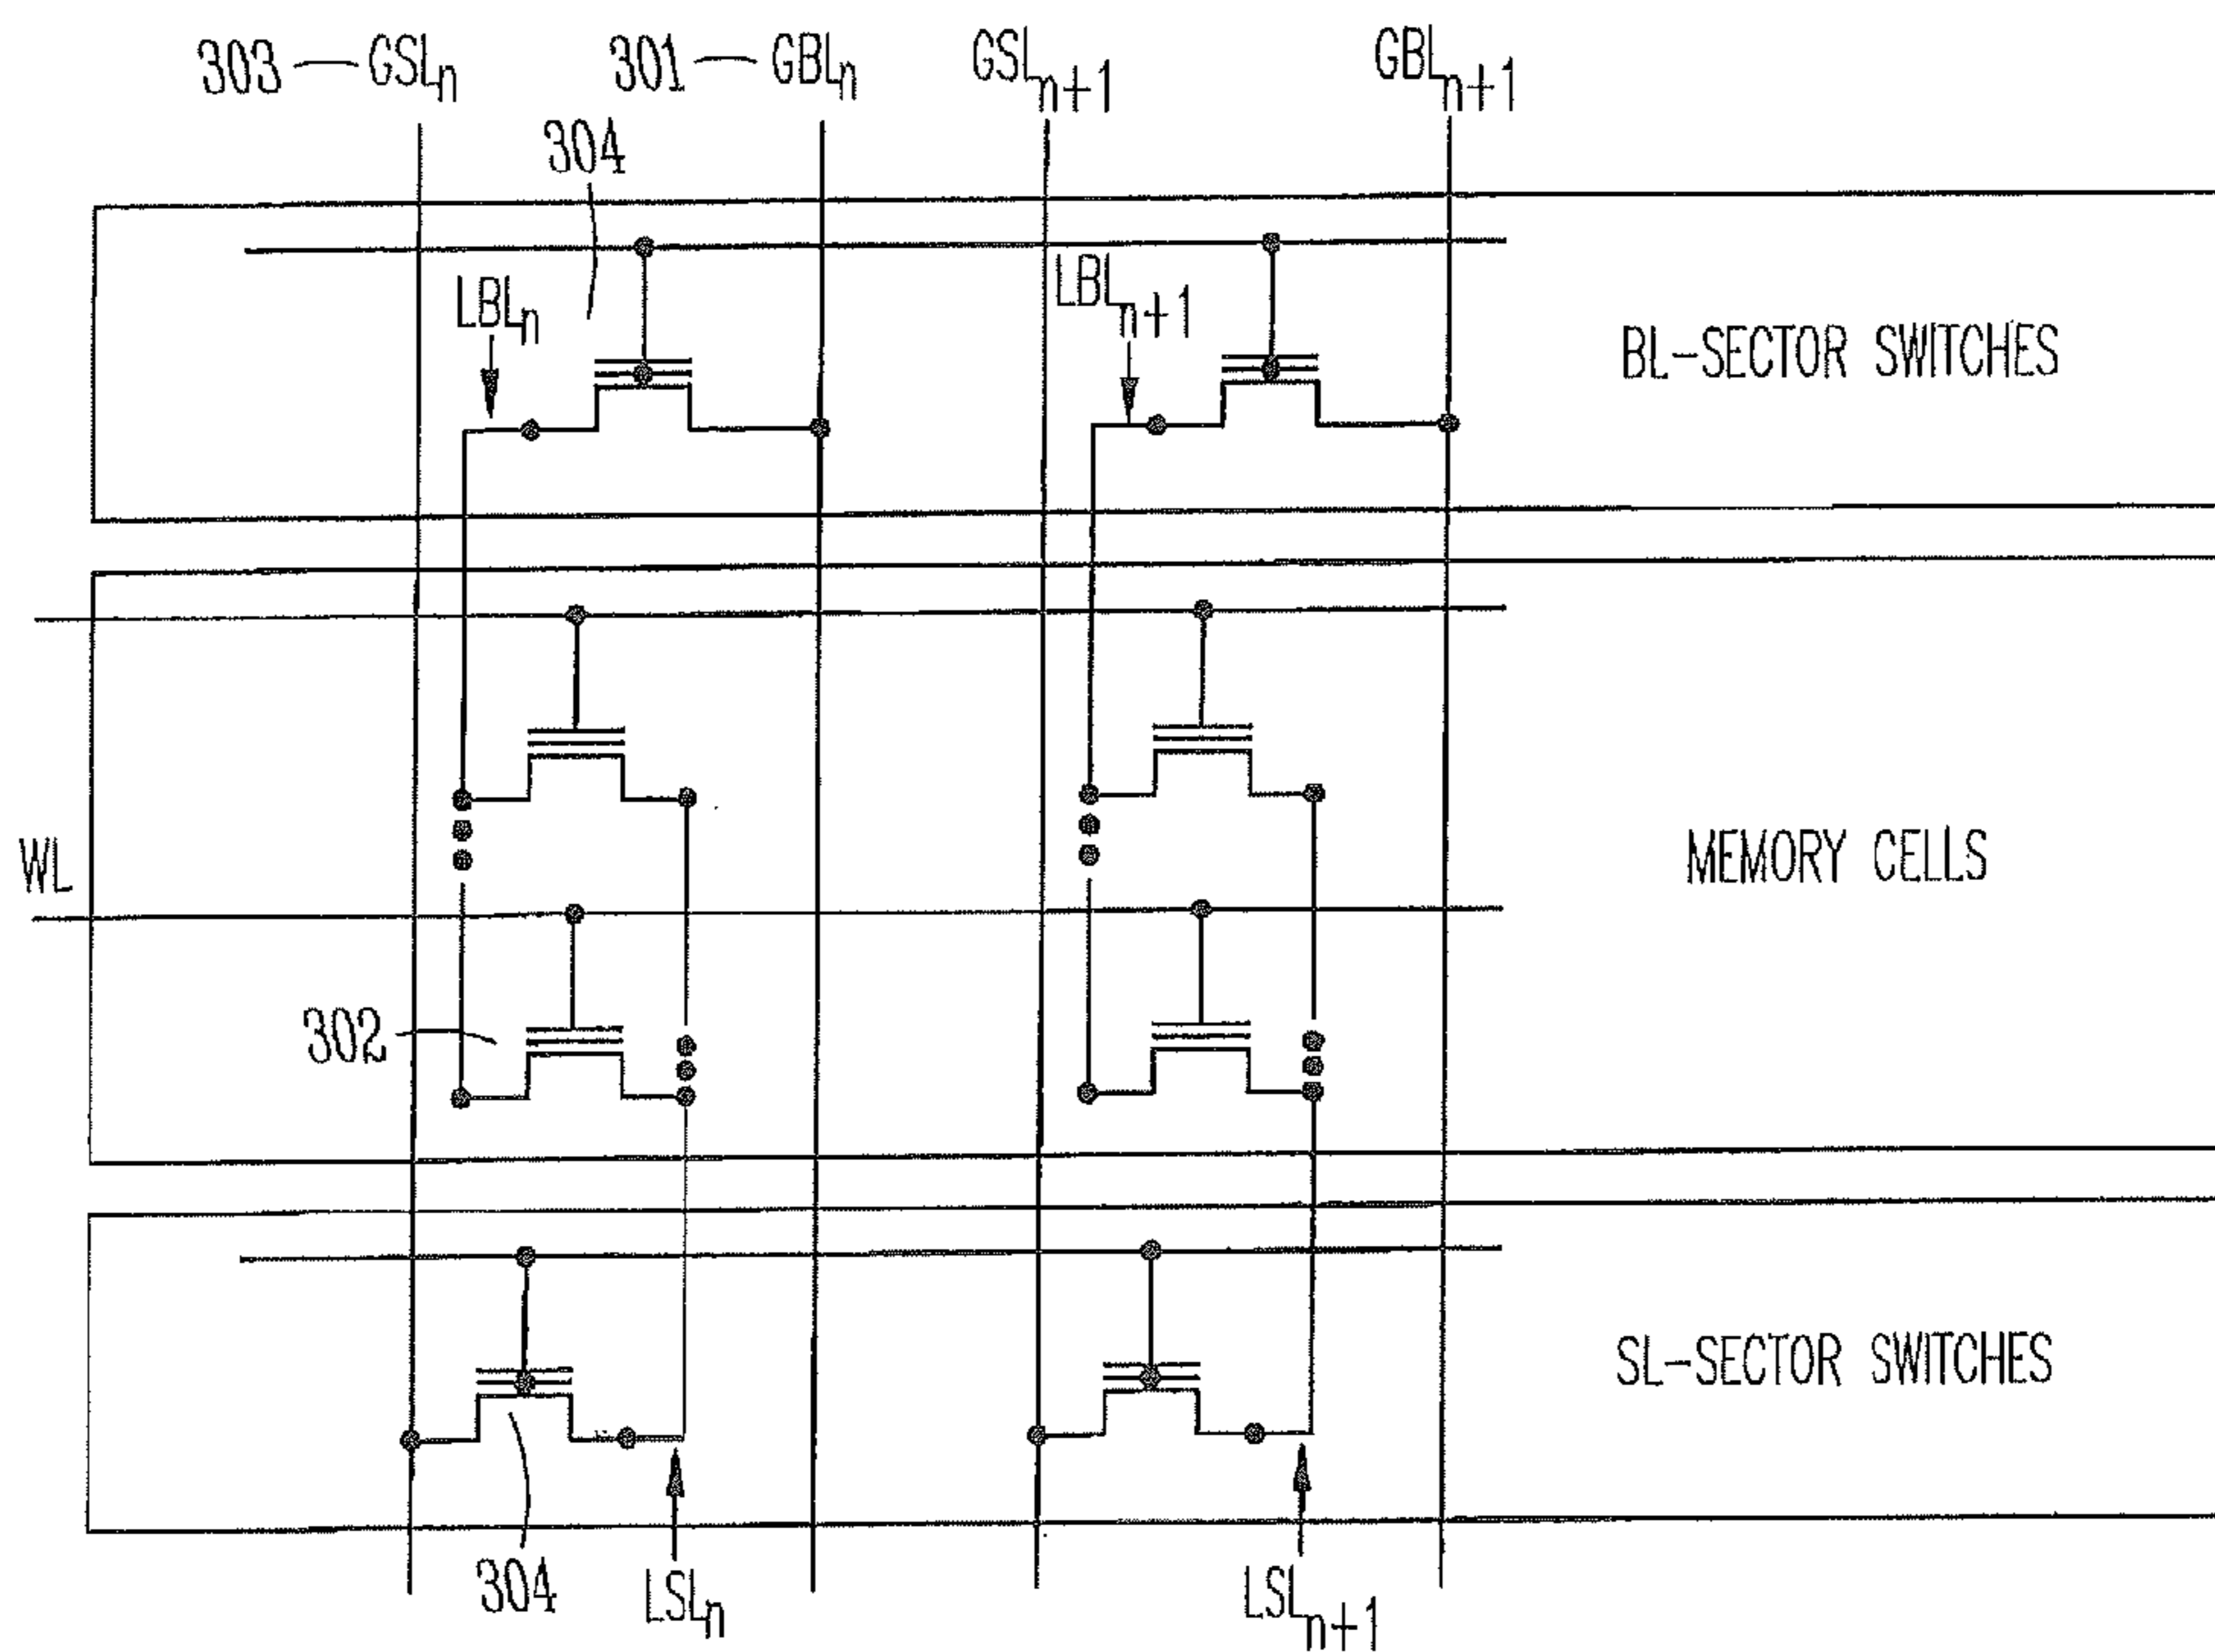 303 — GSLn
301 — GBLn
GSLn+1
GBLn+1
304
LBLn
LBLn+1
BL-SECTOR SWITCHES
WL
MEMORY CELLS
302
SL-SECTOR SWITCHES
304
LSLn
LSLn+1